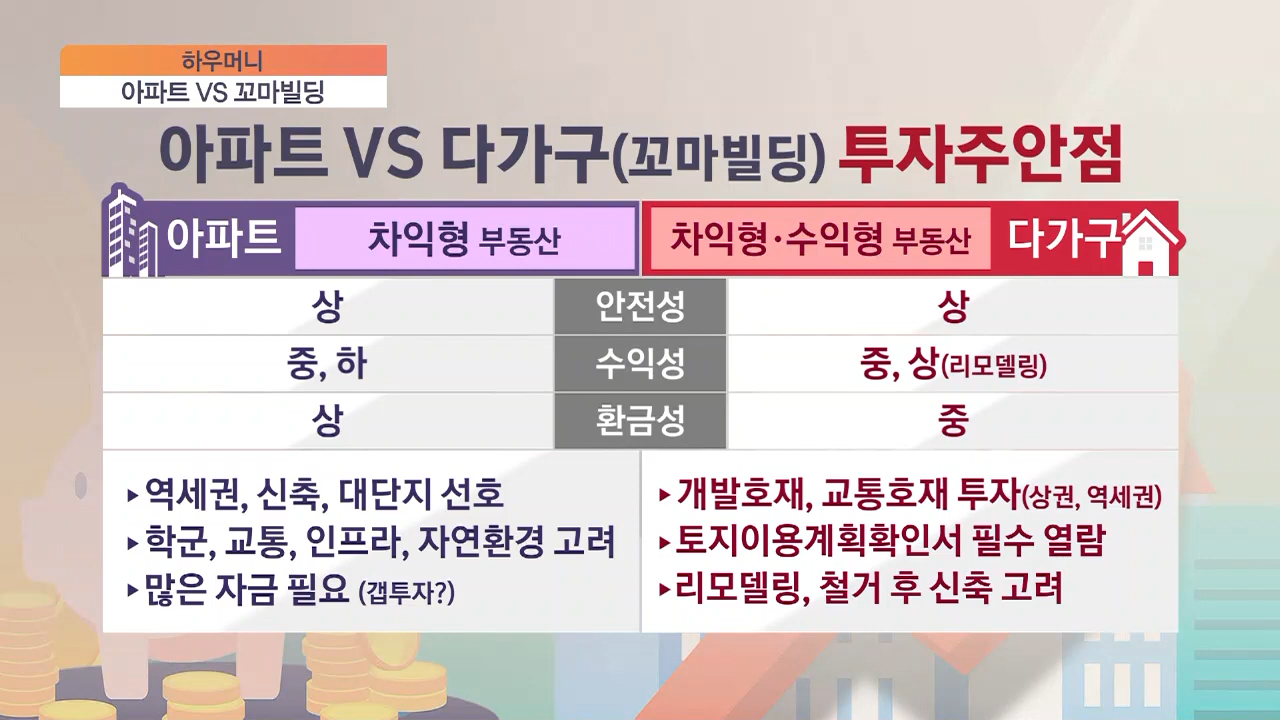 하우머니
아파트 VS 꼬마빌딩
아파트 VS 다가구(꼬마빌딩) 투자주안점
아파트 차익형 부동산 차익형·수익형 부동산 다가구
상 안전성 상
중, 하 수익성 중, 상(리모델링)
상 환금성 중
▸역세권, 신축, 대단지 선호
▸학군, 교통, 인프라, 자연환경 고려
▸많은 자금 필요 (갭투자?)
▸개발호재, 교통호재 투자(상권, 역세권)
▸토지이용계획확인서 필수 열람
▸리모델링, 철거 후 신축 고려